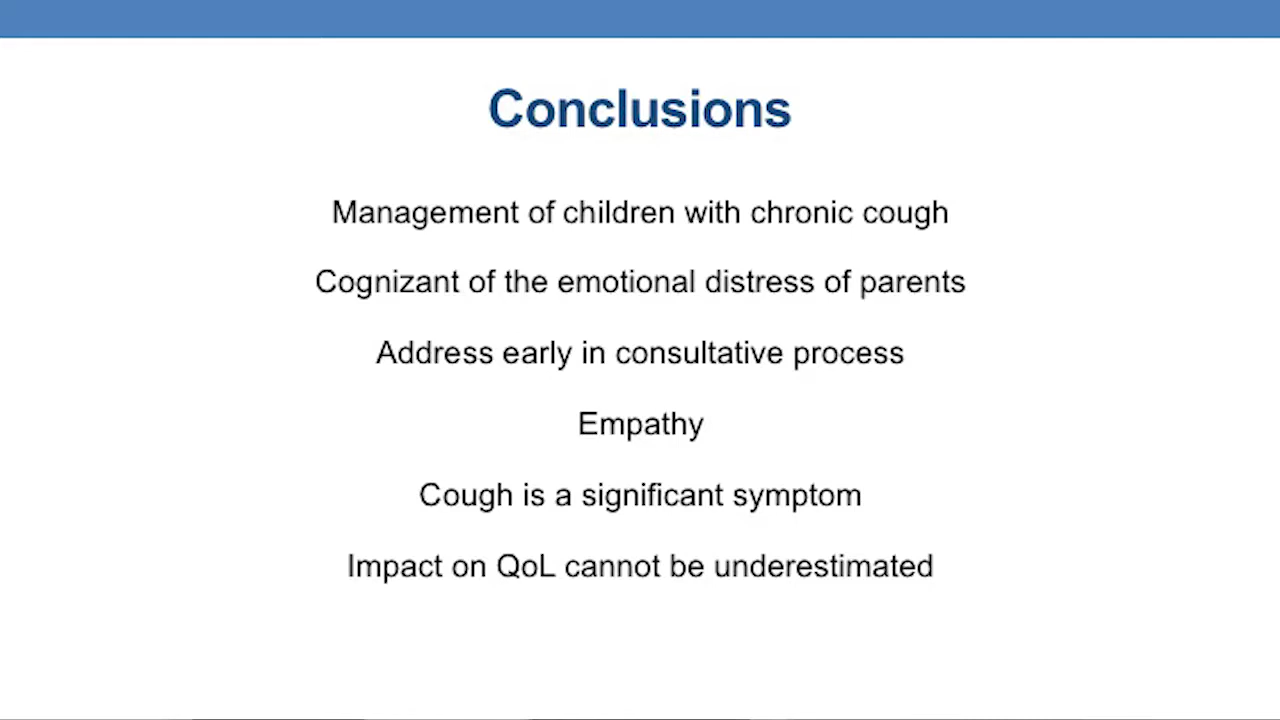 Conclusions
Management of children with chronic cough
Cognizant of the emotional distress of parents
Address early in consultative process
Empathy
Cough is a significant symptom
Impact on QoL cannot be underestimated